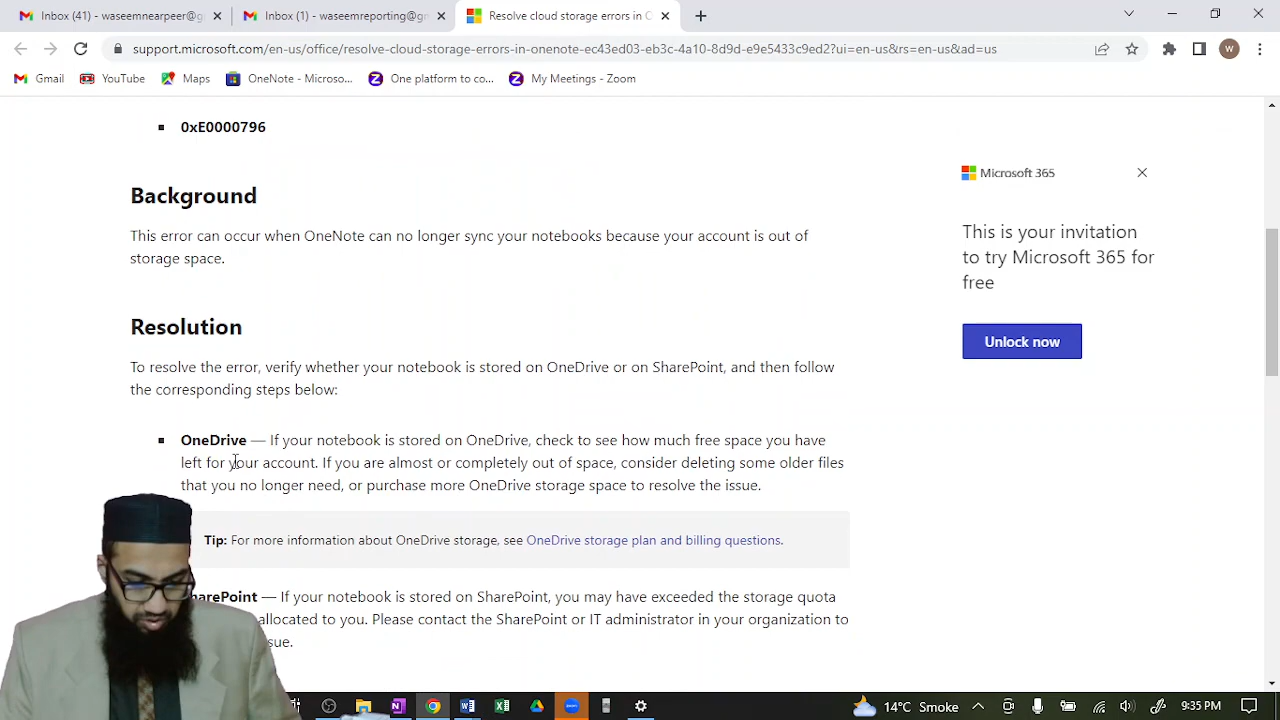 Inbox (41) - waseemnarpeer@gm
Inbox (1) - waseemreporting@gm
Resolve cloud storage errors in O
support.microsoft.com/en-us/office/resolve-cloud-storage-errors-in-onenote-ec43ed03-eb3c-4a10-8d9d-e9e5433c9ed2?ui=en-us&rs=en-us&ad=us
W
Gmail
YouTube
Maps
OneNote - Microso...
One platform to co...
My Meetings - Zoom
0xE0000796
Background
This error can occur when OneNote can no longer sync your notebooks because your account is out of
storage space.
Resolution
To resolve the error, verify whether your notebook is stored on OneDrive or on SharePoint, and then follow
the corresponding steps below:
OneDrive — If your notebook is stored on OneDrive, check to see how much free space you have
left for your account. If you are almost or completely out of space, consider deleting some older files
that you no longer need, or purchase more OneDrive storage space to resolve the issue.
Tip: For more information about OneDrive storage, see OneDrive storage plan and billing questions.
arePoint — If your notebook is stored on SharePoint, you may have exceeded the storage quota
allocated to you. Please contact the SharePoint or IT administrator in your organization to
sue.
Microsoft 365
This is your invitation
to try Microsoft 365 for
free
Unlock now
14°C Smoke
9:35 PM